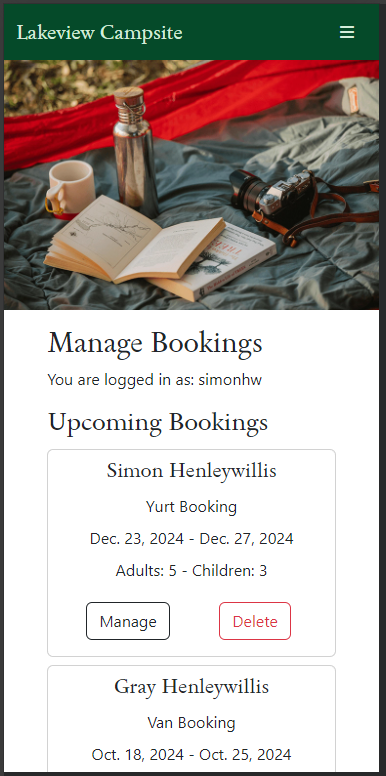 Lakeview Campsite
Manage Bookings
You are logged in as: simonhw
Upcoming Bookings
Simon Henleywillis
Yurt Booking
Dec. 23, 2024 - Dec. 27, 2024
Adults: 5 - Children: 3
Manage
Delete
Gray Henleywillis
Van Booking
Oct. 18, 2024 - Oct. 25, 2024